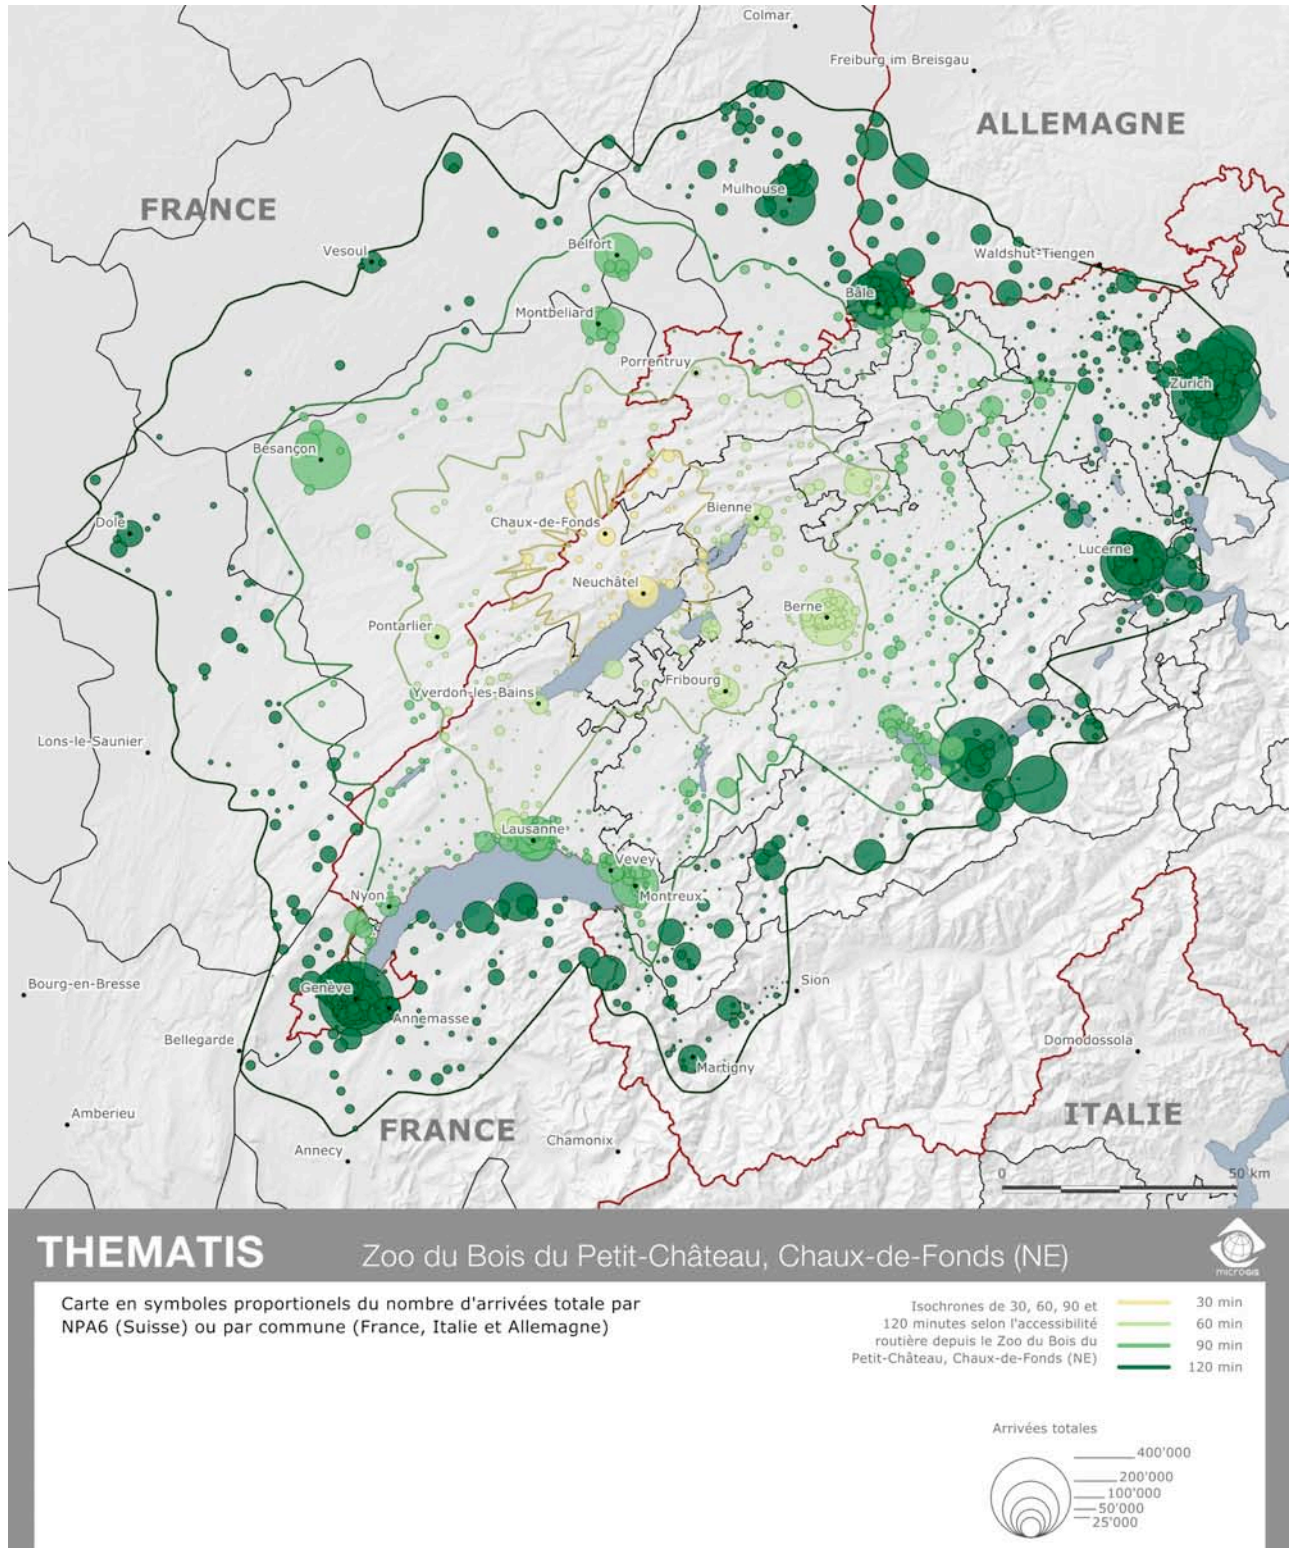 Colmar
Freiburg im Breisgau
ALLEMAGNE
FRANCE
Mulhouse
Vesoul
Belfort
Waldshut-Tiengen
Bâle
Montbeliard
Porrentruy
Zurich
Besançon
Bienne
Chaux-de-Fonds
Dole
Lucerne
Neuchâtel
Berne
Pontarlier
Fribourg
Yverdon-les-Bains
Lons-le-Saunier
Lausanne
Vevey
Nyon
Montreux
Genève
Sion
Bourg-en-Bresse
Annemasse
Bellegarde
Domodossola
Martigny
Amberieu
ITALIE
FRANCE
Chamonix
Annecy
0 50 km
THEMATIS
Zoo du Bois du Petit-Château, Chaux-de-Fonds (NE)
MICROGIS
Carte en symboles proportionels du nombre d'arrivées totale par
NPA6 (Suisse) ou par commune (France, Italie et Allemagne)
Isochrones de 30, 60, 90 et
120 minutes selon l'accessibilité
routière depuis le Zoo du Bois du
Petit-Château, Chaux-de-Fonds (NE)
30 min
60 min
90 min
120 min
Arrivées totales
400'000
200'000
100'000
50'000
25'000